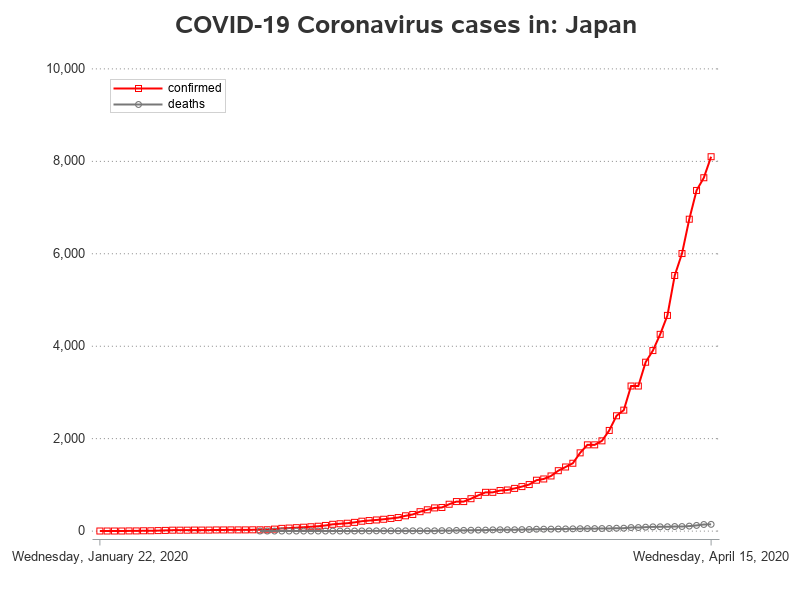 COVID-19 Coronavirus cases in: Japan
10,000
confirmed
deaths
8,000
6,000
4,000
2,000
0
Wednesday, January 22, 2020
Wednesday, April 15, 2020